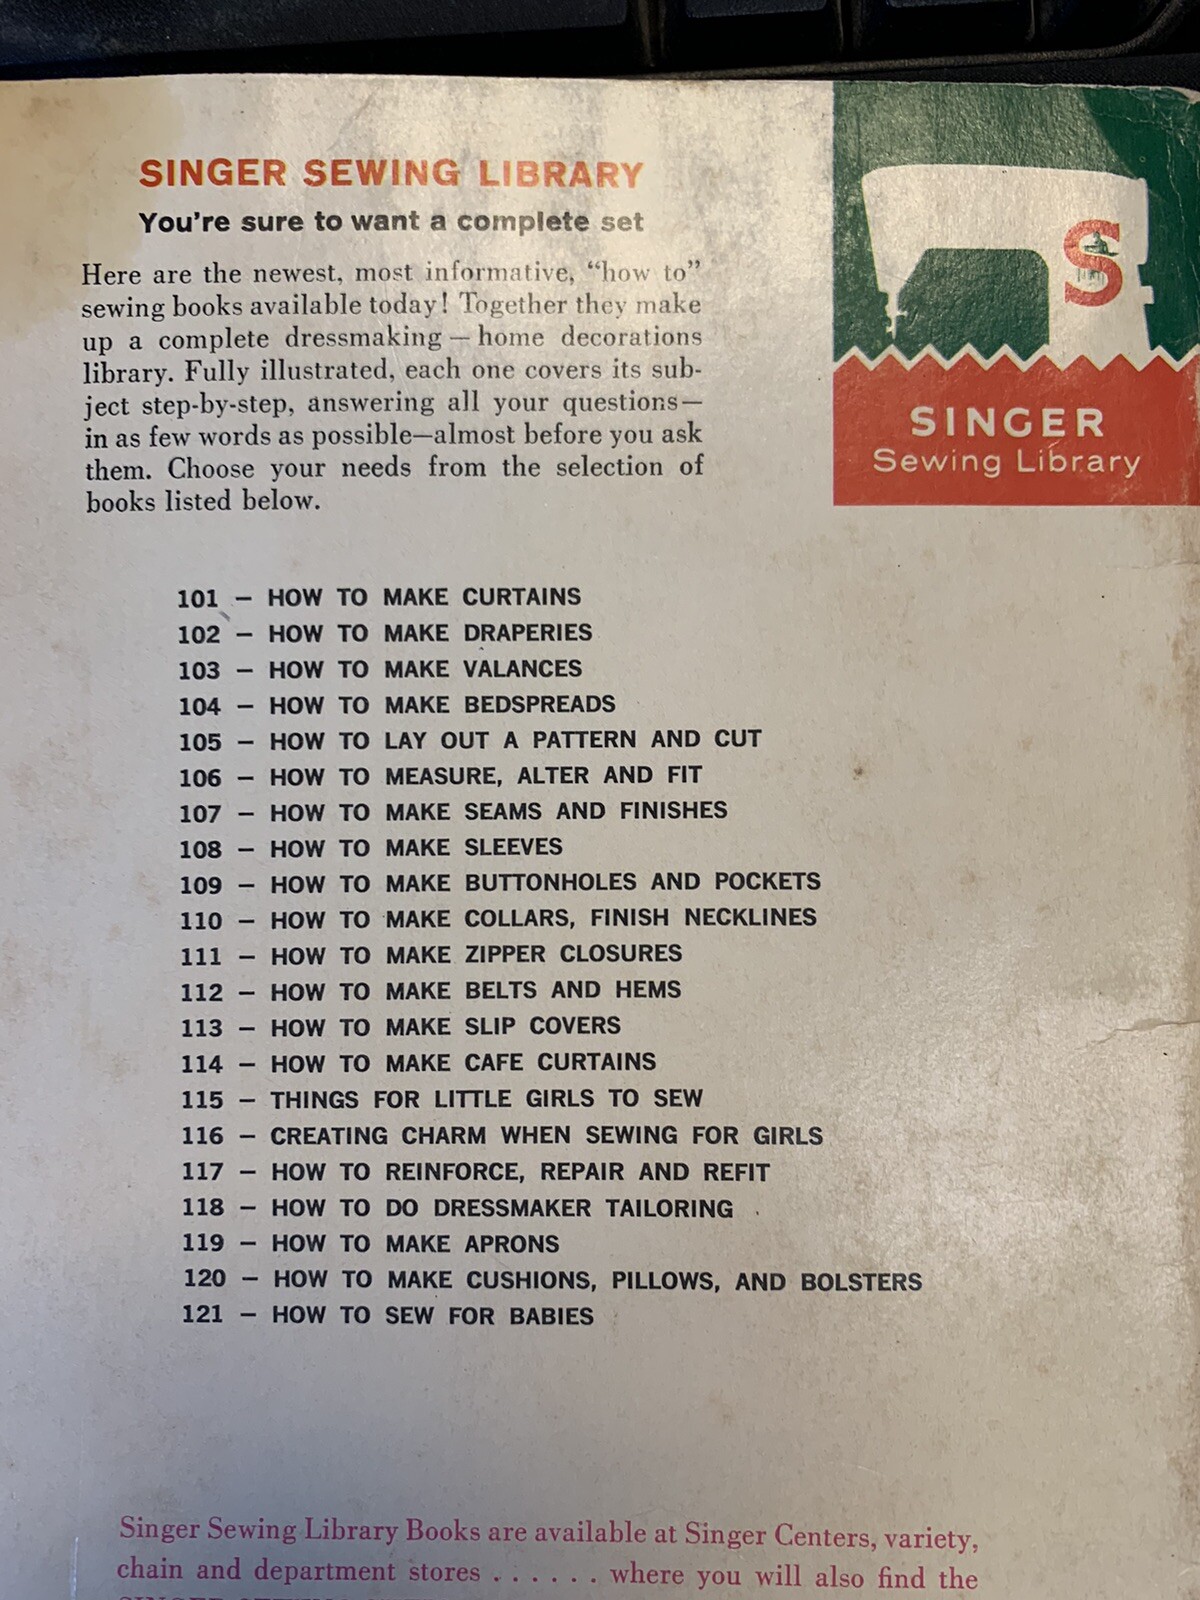 SINGER SEWING LIBRARY
You're sure to want a complete set
Here are the newest, most informative, “how to”
sewing books available today! Together they make
up a complete dressmaking — home decorations
library. Fully illustrated, each one covers its sub-
ject step-by-step, answering all your questions—
in as few words as possible—almost before you ask
them. Choose your needs from the selection of
books listed below.
S
SINGER
Sewing Library
101 – HOW TO MAKE CURTAINS
102 – HOW TO MAKE DRAPERIES
103 – HOW TO MAKE VALANCES
104 – HOW TO MAKE BEDSPREADS
105 – HOW TO LAY OUT A PATTERN AND CUT
106 – HOW TO MEASURE, ALTER AND FIT
107 – HOW TO MAKE SEAMS AND FINISHES
108 – HOW TO MAKE SLEEVES
109 – HOW TO MAKE BUTTONHOLES AND POCKETS
110 – HOW TO MAKE COLLARS, FINISH NECKLINES
111 – HOW TO MAKE ZIPPER CLOSURES
112 – HOW TO MAKE BELTS AND HEMS
113 – HOW TO MAKE SLIP COVERS
114 – HOW TO MAKE CAFE CURTAINS
115 – THINGS FOR LITTLE GIRLS TO SEW
116 – CREATING CHARM WHEN SEWING FOR GIRLS
117 – HOW TO REINFORCE, REPAIR AND REFIT
118 – HOW TO DO DRESSMAKER TAILORING
119 – HOW TO MAKE APRONS
120 – HOW TO MAKE CUSHIONS, PILLOWS, AND BOLSTERS
121 – HOW TO SEW FOR BABIES
Singer Sewing Library Books are available at Singer Centers, variety,
chain and department stores . . . . . . where you will also find the